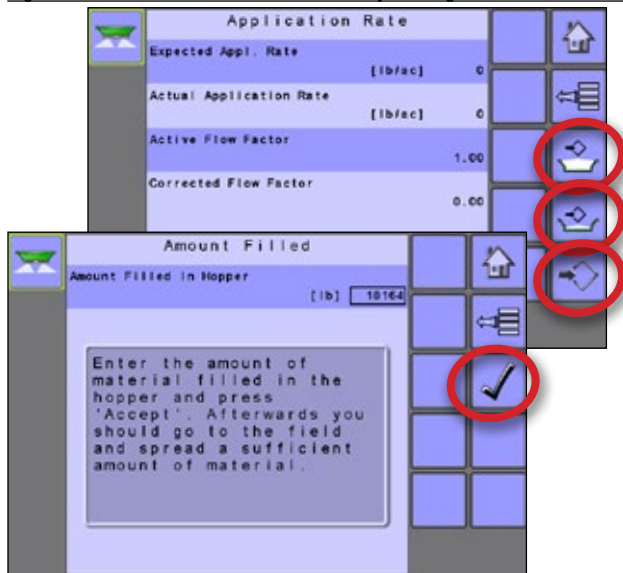 Application Rate
Expected Appl. Rate
[lb/ac] 0
Actual Application Rate
[lb/ac] 0
Active Flow Factor
1.00
Corrected Flow Factor
0.00
Amount Filled
Amount Filled in Hopper
[lb] 10164
Enter the amount of
material filled in the
hopper and press
'Accept'. Afterwards you
should go to the field
and spread a sufficient
amount of material.